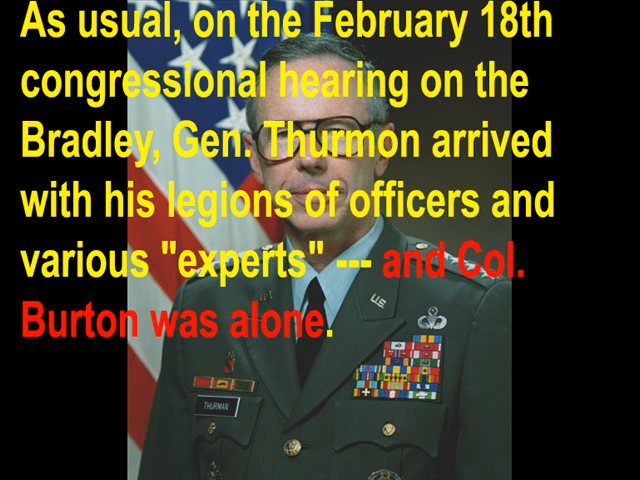 As usual, on the February 18th
congressional hearing on the
Bradley, Gen. Thurmon arrived
with his legions of officers and
various "experts" --- and Col.
Burton was alone.
U.S.
THURMAN